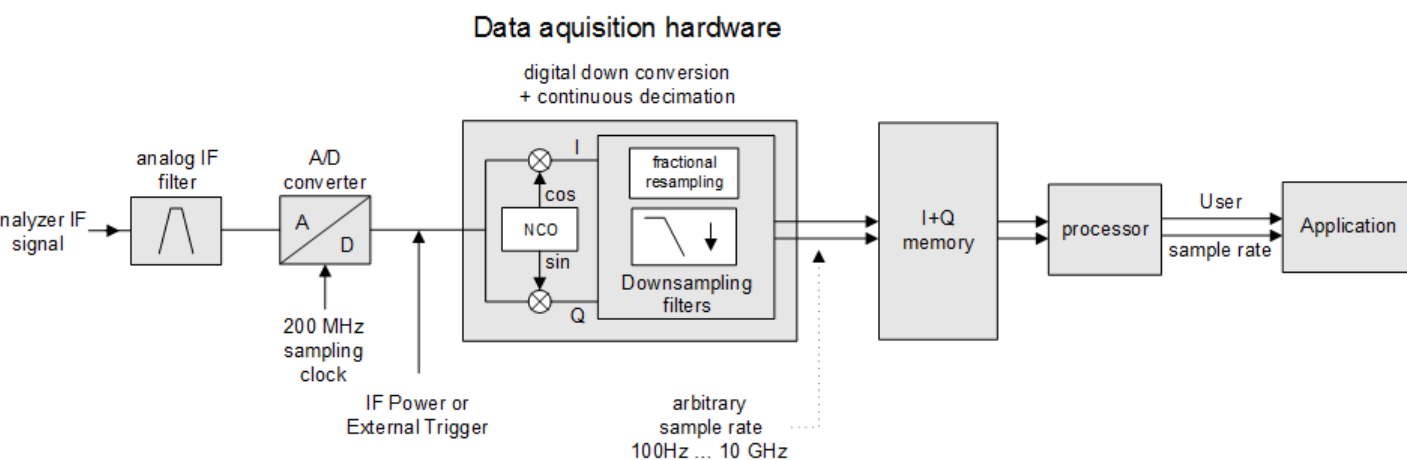 Data aquisition hardware
digital down conversion
+ continuous decimation
analog IF
filter
A/D
converter
nalyzer IF
signal
A
D
200 MHz
sampling
clock
IF Power or
External Trigger
I
cos
NCO
sin
Q
fractional
resampling
Downsampling
filters
arbitrary
sample rate
100Hz ... 10 GHz
I+Q
memory
processor
User
sample rate
Application